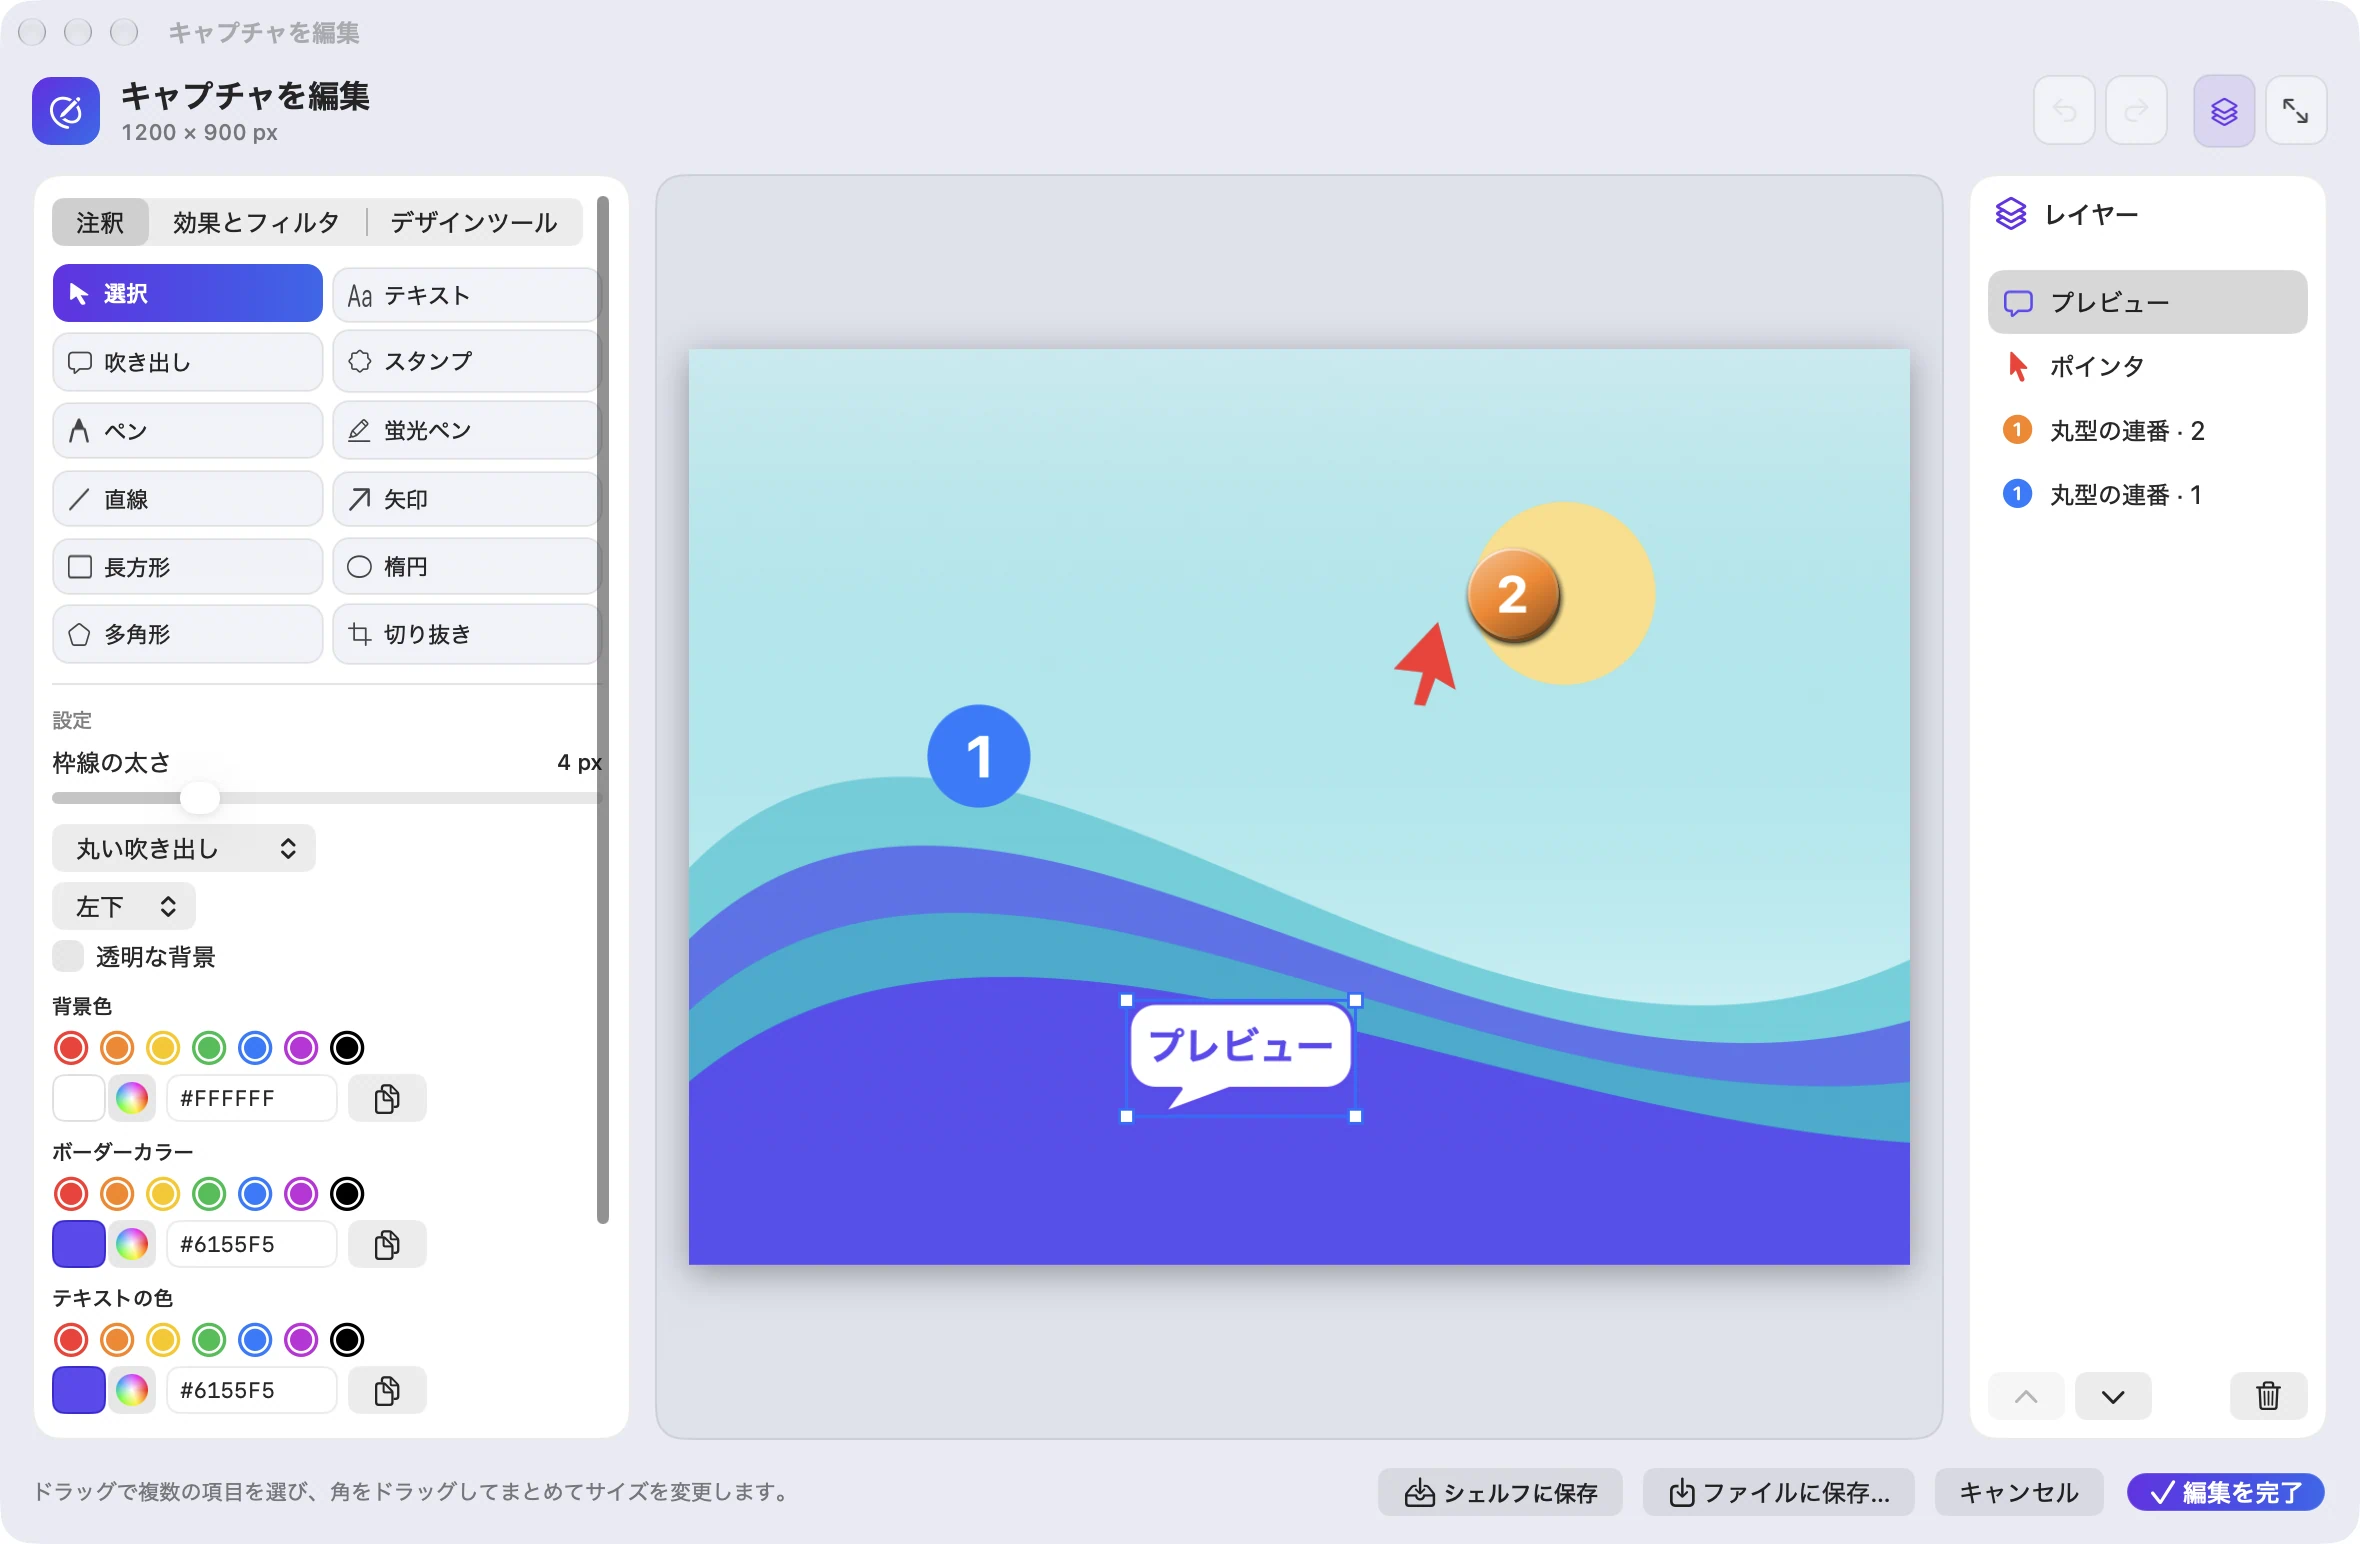 キャプチャを編集
キャプチャを編集
1200 × 900 px
注釈
効果とフィルタ
デザインツール
選択
Aa テキスト
吹き出し
スタンプ
ペン
蛍光ペン
直線
矢印
長方形
楕円
多角形
切り抜き
設定
枠線の太さ
4 px
丸い吹き出し
左下
透明な背景
背景色
#FFFFFF
ボーダーカラー
#6155F5
テキストの色
#6155F5
2
1
プレビュー
レイヤー
プレビュー
ポインタ
1 丸型の連番 · 2
1 丸型の連番 · 1
ドラッグで複数の項目を選び、角をドラッグしてまとめてサイズを変更します。
シェルフに保存
ファイルに保存...
キャンセル
編集を完了